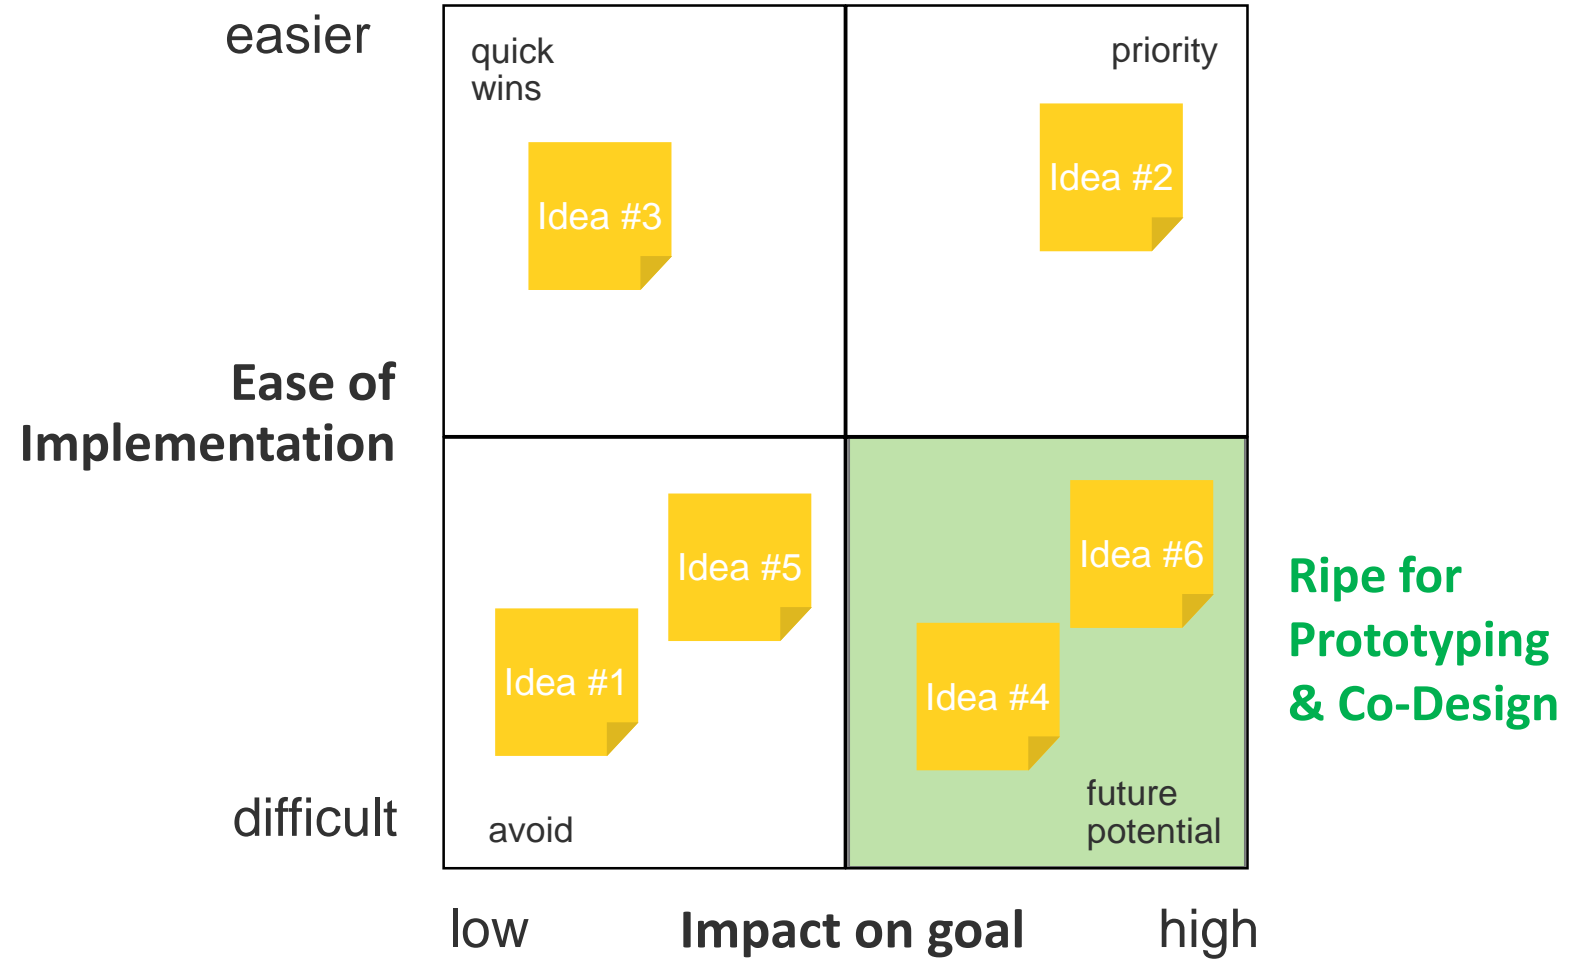 easier
quick
wins
priority
Idea #2
Idea #3
Ease of
Implementation
Idea #5
Idea #6
Idea #1
Idea #4
Ripe for
Prototyping
& Co-Design
difficult
avoid
future
potential
low
Impact on goal
high